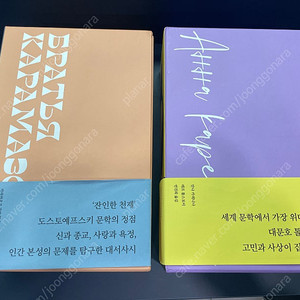 БРАТЬЯ
КАРАМАЗО
'잔인한 천재'
도스토예프스키 문학의 정점
신과 종교, 사랑과 욕정,
인간 본성의 문제를 탐구한 대서사시
Анна Каре
세계 문학에서 가장 위대
대문호 톨
고민과 사상이 집